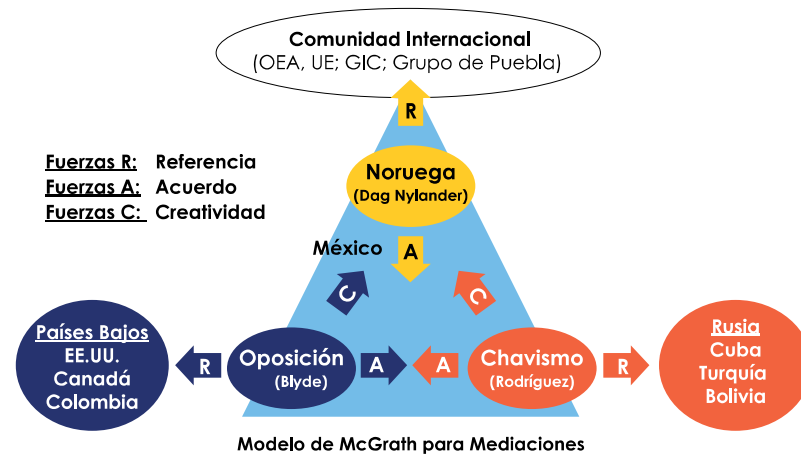 Comunidad Internacional
(OEA, UE; GIC; Grupo de Puebla)
R
Fuerzas R: Referencia
Fuerzas A: Acuerdo
Fuerzas C: Creatividad
Noruega
(Dag Nylander)
México
A
C
C
Países Bajos
EE.UU.
Canadá
Colombia
R
Oposición
(Blyde)
A
A
Chavismo
(Rodríguez)
R
Rusia
Cuba
Turquía
Bolivia
Modelo de McGrath para Mediaciones